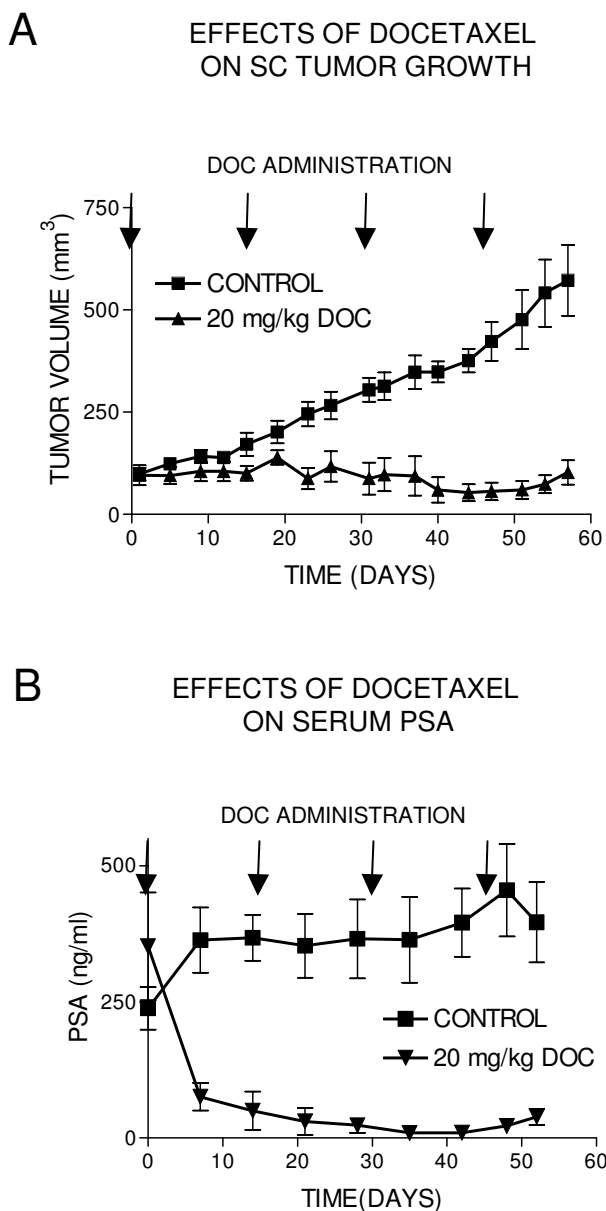 A
EFFECTS OF DOCETAXEL
ON SC TUMOR GROWTH
DOC ADMINISTRATION
TUMOR VOLUME (mm³)
750
500
250
0
CONTROL
20 mg/kg DOC
0 10 20 30 40 50 60
TIME (DAYS)
B
EFFECTS OF DOCETAXEL
ON SERUM PSA
DOC ADMINISTRATION
PSA (ng/ml)
500
250
0
CONTROL
20 mg/kg DOC
0 10 20 30 40 50 60
TIME(DAYS)